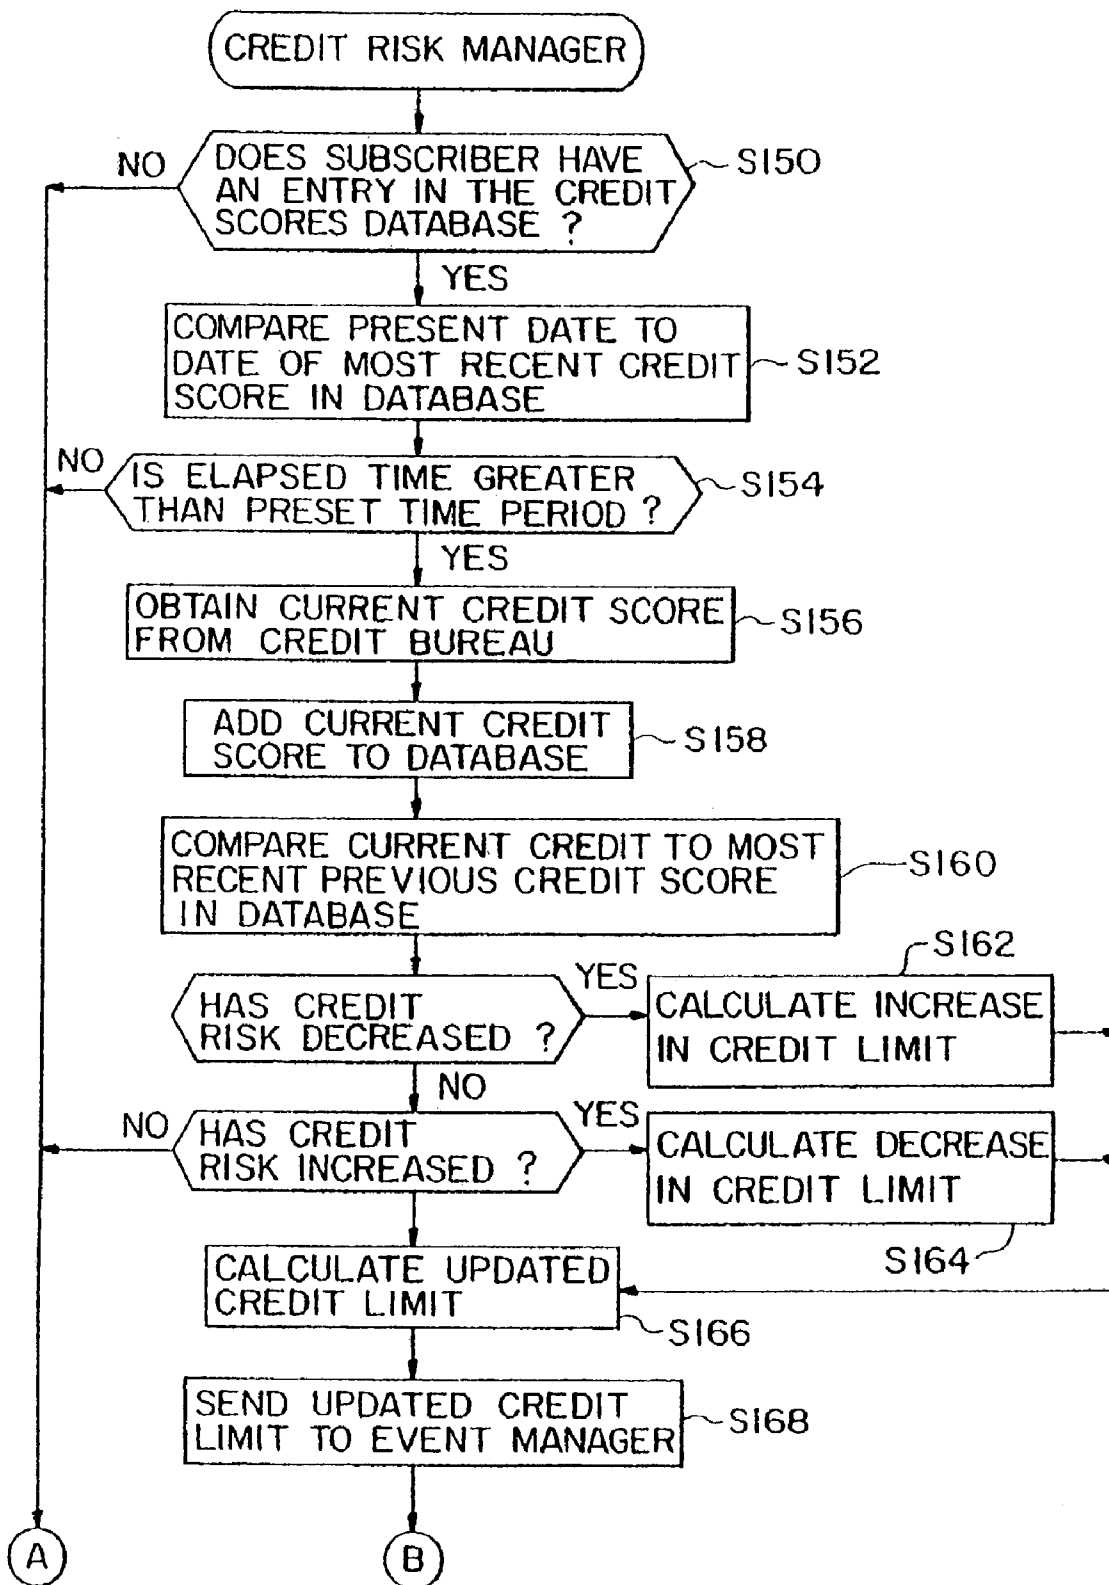 CREDIT RISK MANAGER
NO
DOES SUBSCRIBER HAVE
AN ENTRY IN THE CREDIT
SCORES DATABASE ?
S150
YES
COMPARE PRESENT DATE TO
DATE OF MOST RECENT CREDIT
SCORE IN DATABASE
S152
NO
IS ELAPSED TIME GREATER
THAN PRESET TIME PERIOD ?
S154
YES
OBTAIN CURRENT CREDIT SCORE
FROM CREDIT BUREAU
S156
ADD CURRENT CREDIT
SCORE TO DATABASE
S158
COMPARE CURRENT CREDIT TO MOST
RECENT PREVIOUS CREDIT SCORE
IN DATABASE
S160
HAS CREDIT
RISK DECREASED ?
YES
S162
CALCULATE INCREASE
IN CREDIT LIMIT
NO
NO
HAS CREDIT
RISK INCREASED ?
YES
CALCULATE DECREASE
IN CREDIT LIMIT
S164
CALCULATE UPDATED
CREDIT LIMIT
S166
SEND UPDATED CREDIT
LIMIT TO EVENT MANAGER
S168
A
B